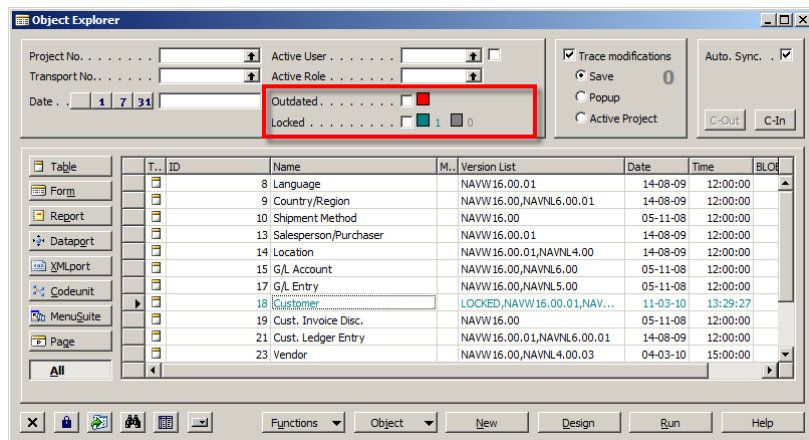 Object Explorer
Project No. . . . . . . . Active User . . . . . . . Trace modifications Auto. Sync. . .
Transport No. . . . . . Active Role . . . . . . . . Save 0
Date . . 1 7 31 Outdated . . . . . . . . Popup
Locked . . . . . . . . . 1 0 Active Project C-Out C-In
T.. ID Name M.. Version List Date Time BLOB
Table 8 Language NAVW16.00.01 14-08-09 12:00:00
Form 9 Country/Region NAVW16.00,NAVNL6.00.01 14-08-09 12:00:00
Report 10 Shipment Method NAVW16.00 05-11-08 12:00:00
Dataport 13 Salesperson/Purchaser NAVW16.00.01 14-08-09 12:00:00
XMLport 14 Location NAVW16.00.01,NAVNL4.00 14-08-09 12:00:00
15 G/L Account NAVW16.00,NAVNL6.00 05-11-08 12:00:00
Codeunit 17 G/L Entry NAVW16.00,NAVNL5.00 05-11-08 12:00:00
MenuSuite 18 Customer LOCKED,NAVW16.00.01,NAV... 11-03-10 13:29:27
19 Cust. Invoice Disc. NAVW16.00 05-11-08 12:00:00
Page 21 Cust. Ledger Entry NAVW16.00.01,NAVNL6.00.01 14-08-09 12:00:00
All 23 Vendor NAVW16.00,NAVNL4.00.03 04-03-10 15:00:00
Functions Object New Design Run Help